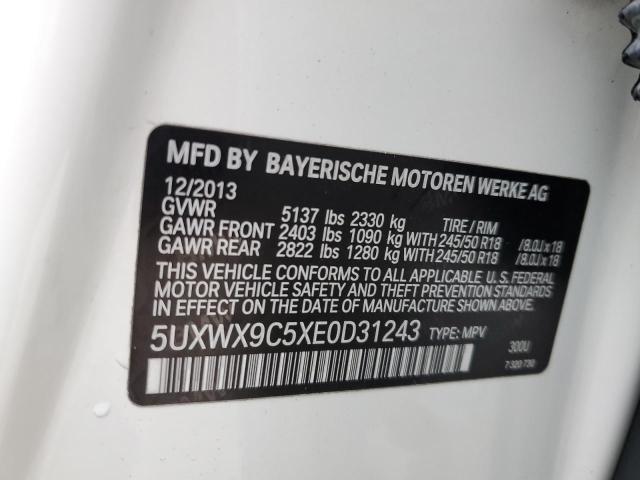 MFD BY BAYERISCHE MOTOREN WERKE AG
12/2013
GVWR 5137 lbs 2330 kg TIRE / RIM
GAWR FRONT 2403 lbs 1090 kg WITH 245/50 R18 / 8.0J x 18
GAWR REAR 2822 lbs 1280 kg WITH 245/50 R18 / 8.0J x 18
THIS VEHICLE CONFORMS TO ALL APPLICABLE U. S. FEDERAL
MOTOR VEHICLE SAFETY AND THEFT PREVENTION STANDARDS
IN EFFECT ON THE DATE OF MANUFACTURE SHOWN ABOVE.
5UXWX9C5XE0D31243 TYPE: MPV 300U
7 320 730